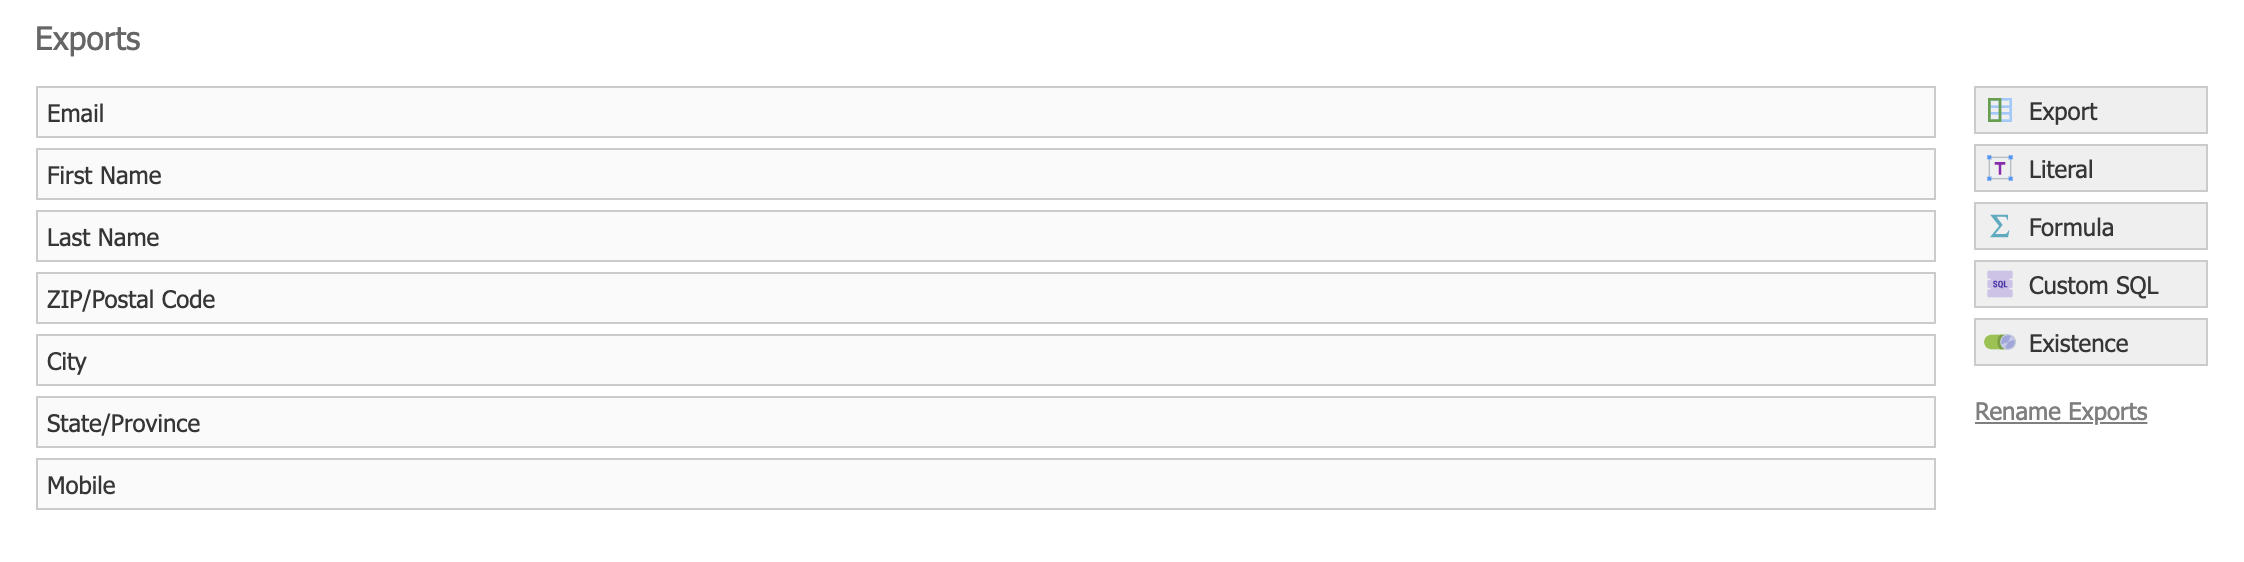 Exports
Email
First Name
Last Name
ZIP/Postal Code
City
State/Province
Mobile
Export
T Literal
Σ Formula
SQL Custom SQL
Existence
Rename Exports